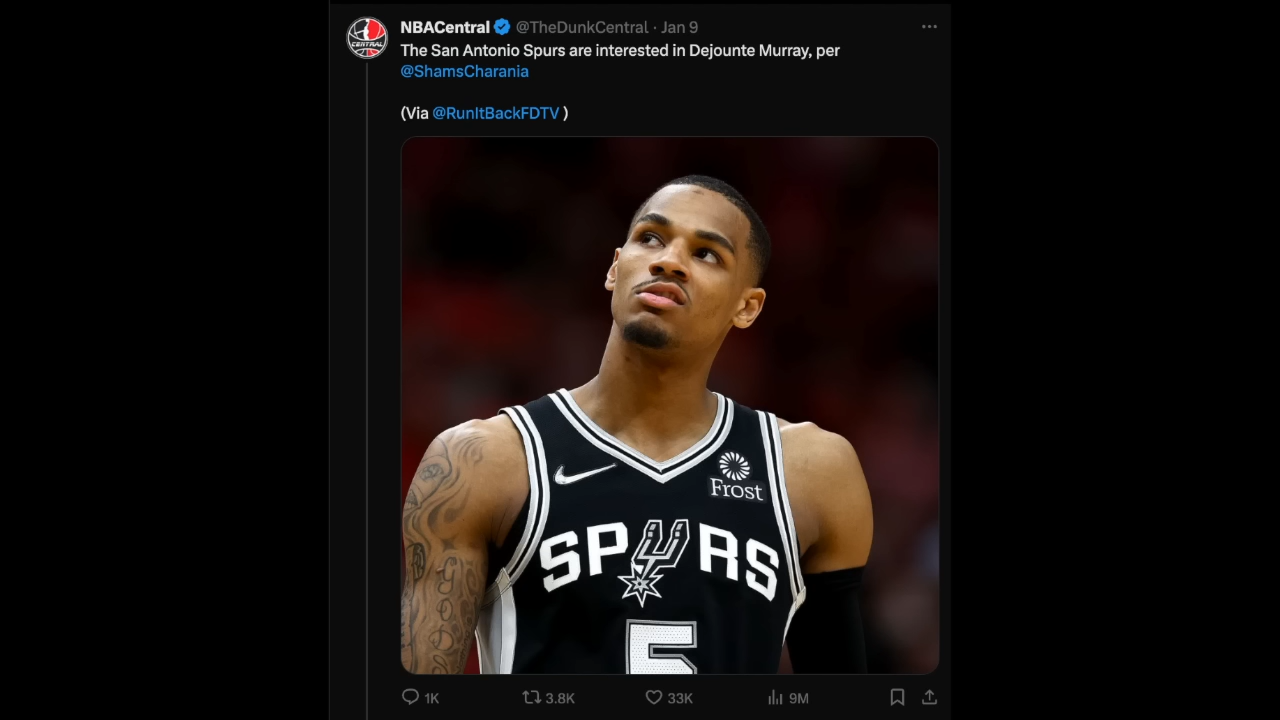 NBACentral @TheDunkCentral · Jan 9
The San Antonio Spurs are interested in Dejounte Murray, per
@ShamsCharania
(Via @RunItBackFDTV )
CENTRAL
Frost
SPURS
5
1K 3.8K 33K 9M